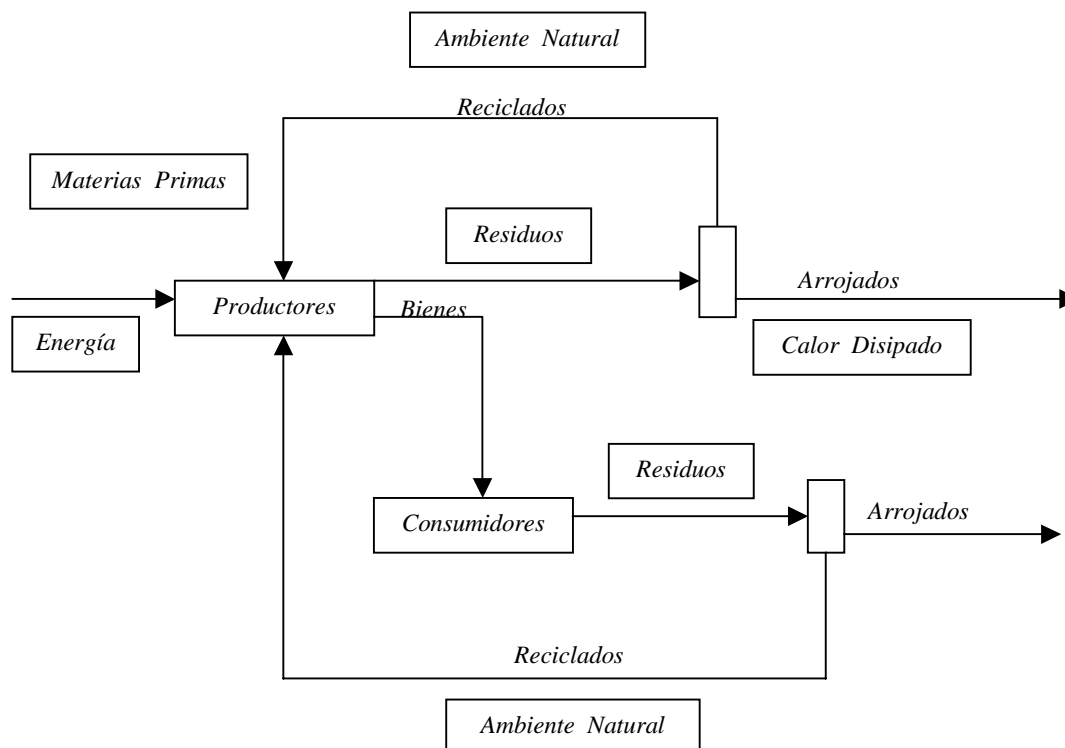 Ambiente Natural
Reciclados
Materias Primas
Residuos
Arrojados
Productores
Bienes
Energía
Calor Disipado
Residuos
Arrojados
Consumidores
Reciclados
Ambiente Natural